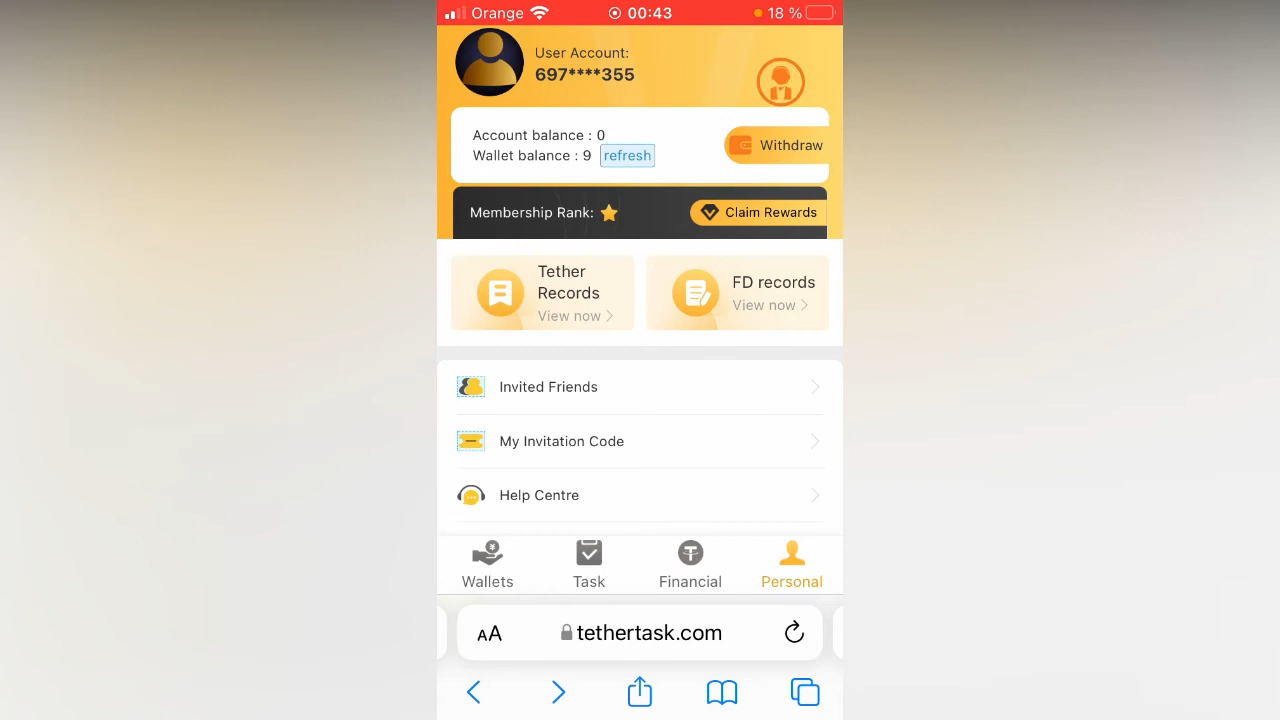 Orange 00:43 18 %
User Account:
697****355
Account balance : 0
Wallet balance : 9 refresh
Withdraw
Membership Rank: Claim Rewards
Tether
Records
View now
FD records
View now
Invited Friends
My Invitation Code
Help Centre
Wallets Task Financial Personal
AA tethertask.com